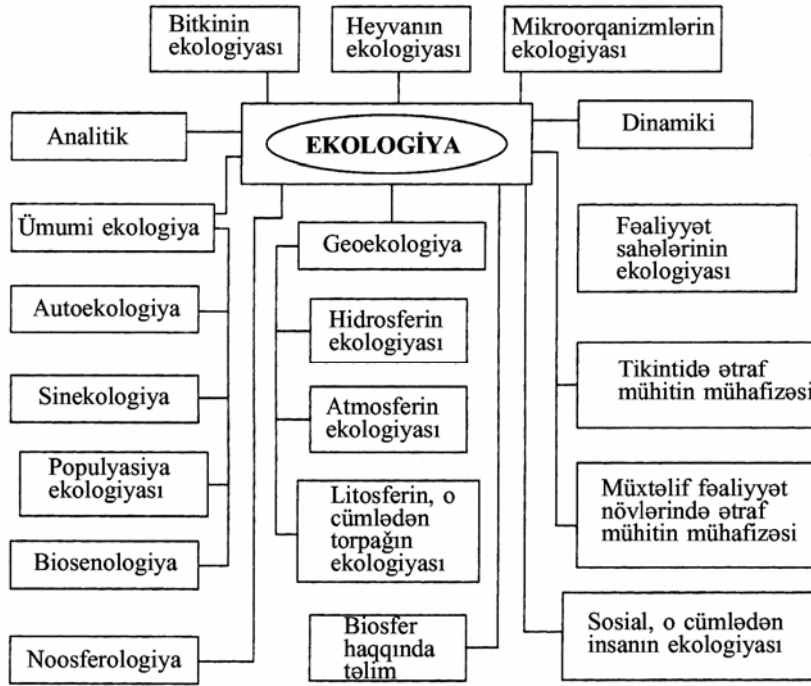 Bitkinin
ekologiyası
Heyvanın
ekologiyası
Mikroorqanizmlərin
ekologiyası
Analitik
EKOLOGİYA
Dinamiki
Ümumi ekologiya
Geoekologiya
Fəaliyyət
sahələrinin
ekologiyası
Autoekologiya
Hidrosferin
ekologiyası
Tikintidə ətraf
mühitin mühafizəsi
Sinekologiya
Atmosferin
ekologiyası
Populyasiya
ekologiyası
Litosferin, o
cümlədən
torpağın
ekologiyası
Müxtəlif fəaliyyət
növlərində ətraf
mühitin mühafizəsi
Biosenologiya
Noosferologiya
Biosfer
haqqında
təlim
Sosial, o cümlədən
insanın ekologiyası